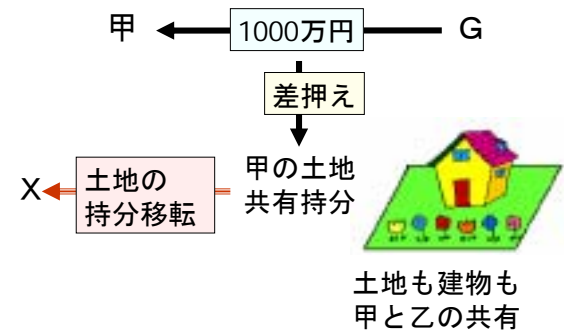 甲
1000万円
G
差押え
X
土地の
持分移転
甲の土地
共有持分
土地も建物も
甲と乙の共有